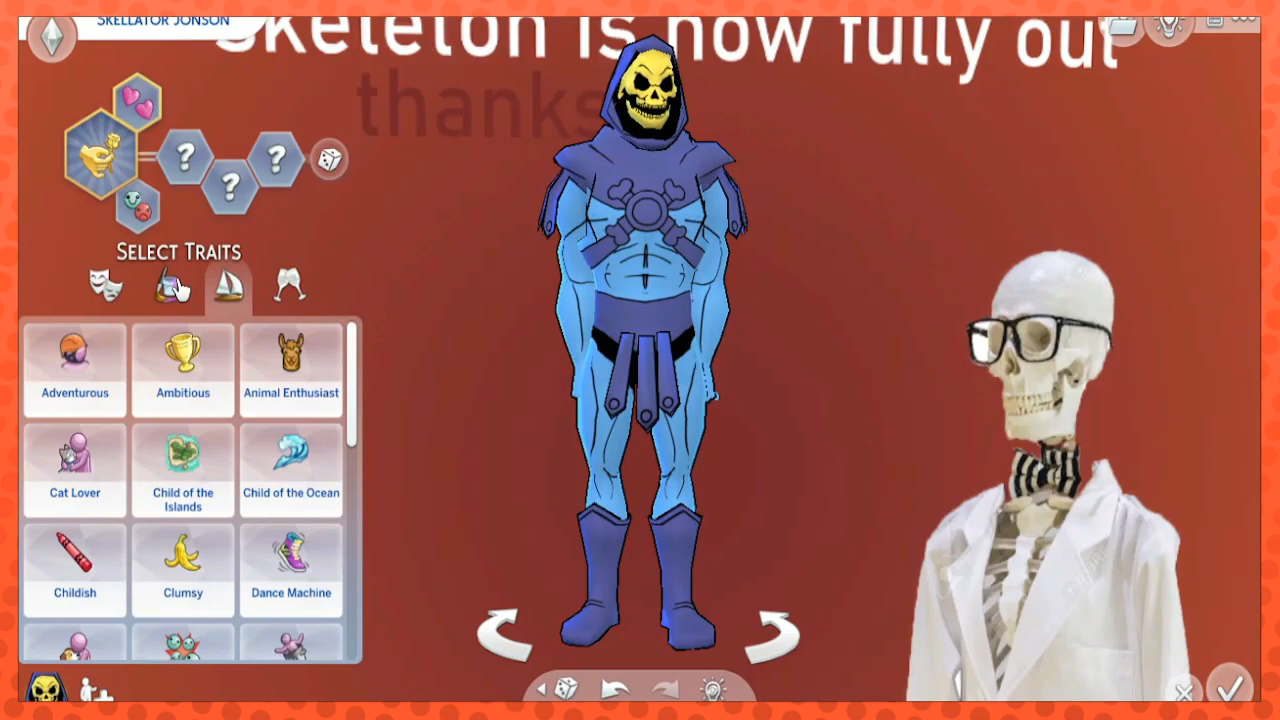 SKELLATOR JONSON
Skeleton is now fully out
thanks
SELECT TRAITS
Adventurous
Ambitious
Animal Enthusiast
Cat Lover
Child of the
Islands
Child of the Ocean
Childish
Clumsy
Dance Machine